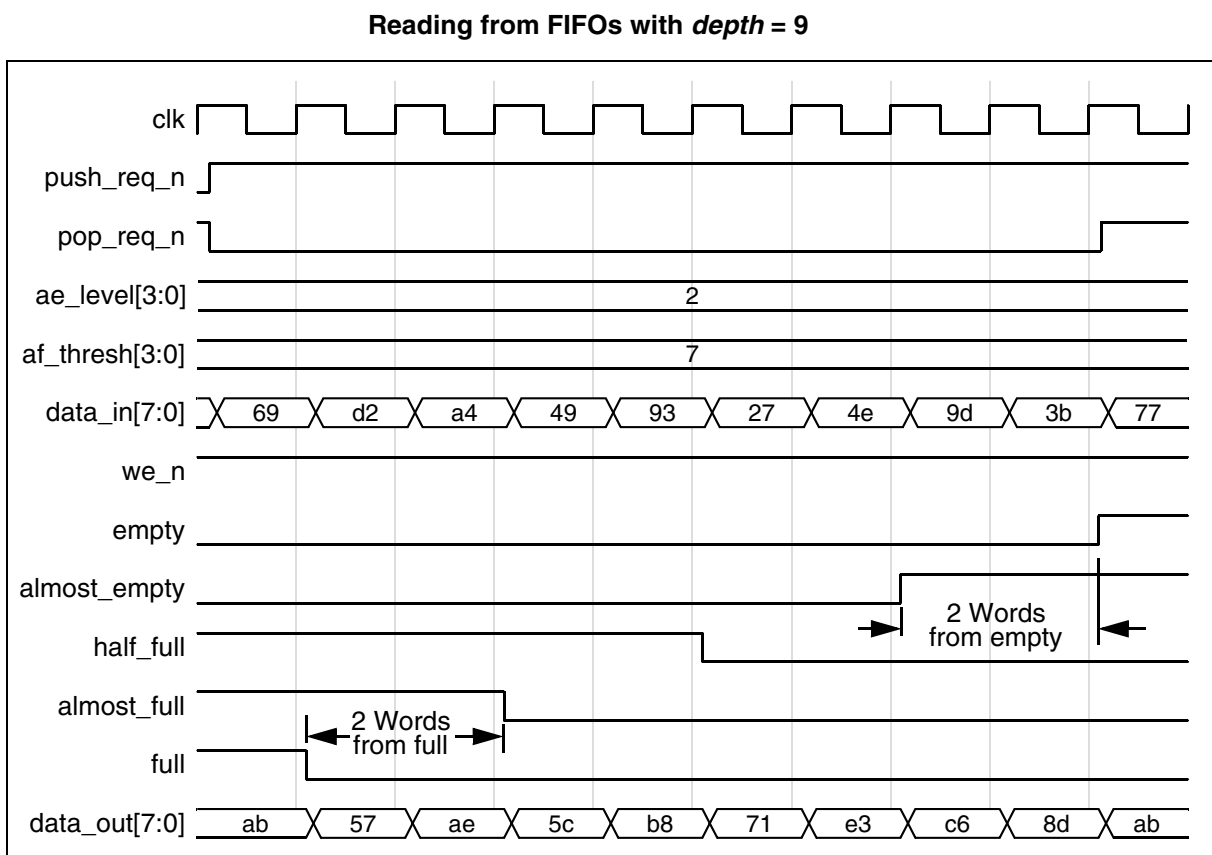 Reading from FIFOs with depth = 9
clk
push_req_n
pop_req_n
ae_level[3:0] 2
af_thresh[3:0] 7
data_in[7:0] 69 d2 a4 49 93 27 4e 9d 3b 77
we_n
empty
almost_empty
2 Words
from empty
half_full
almost_full
2 Words
from full
full
data_out[7:0] ab 57 ae 5c b8 71 e3 c6 8d ab